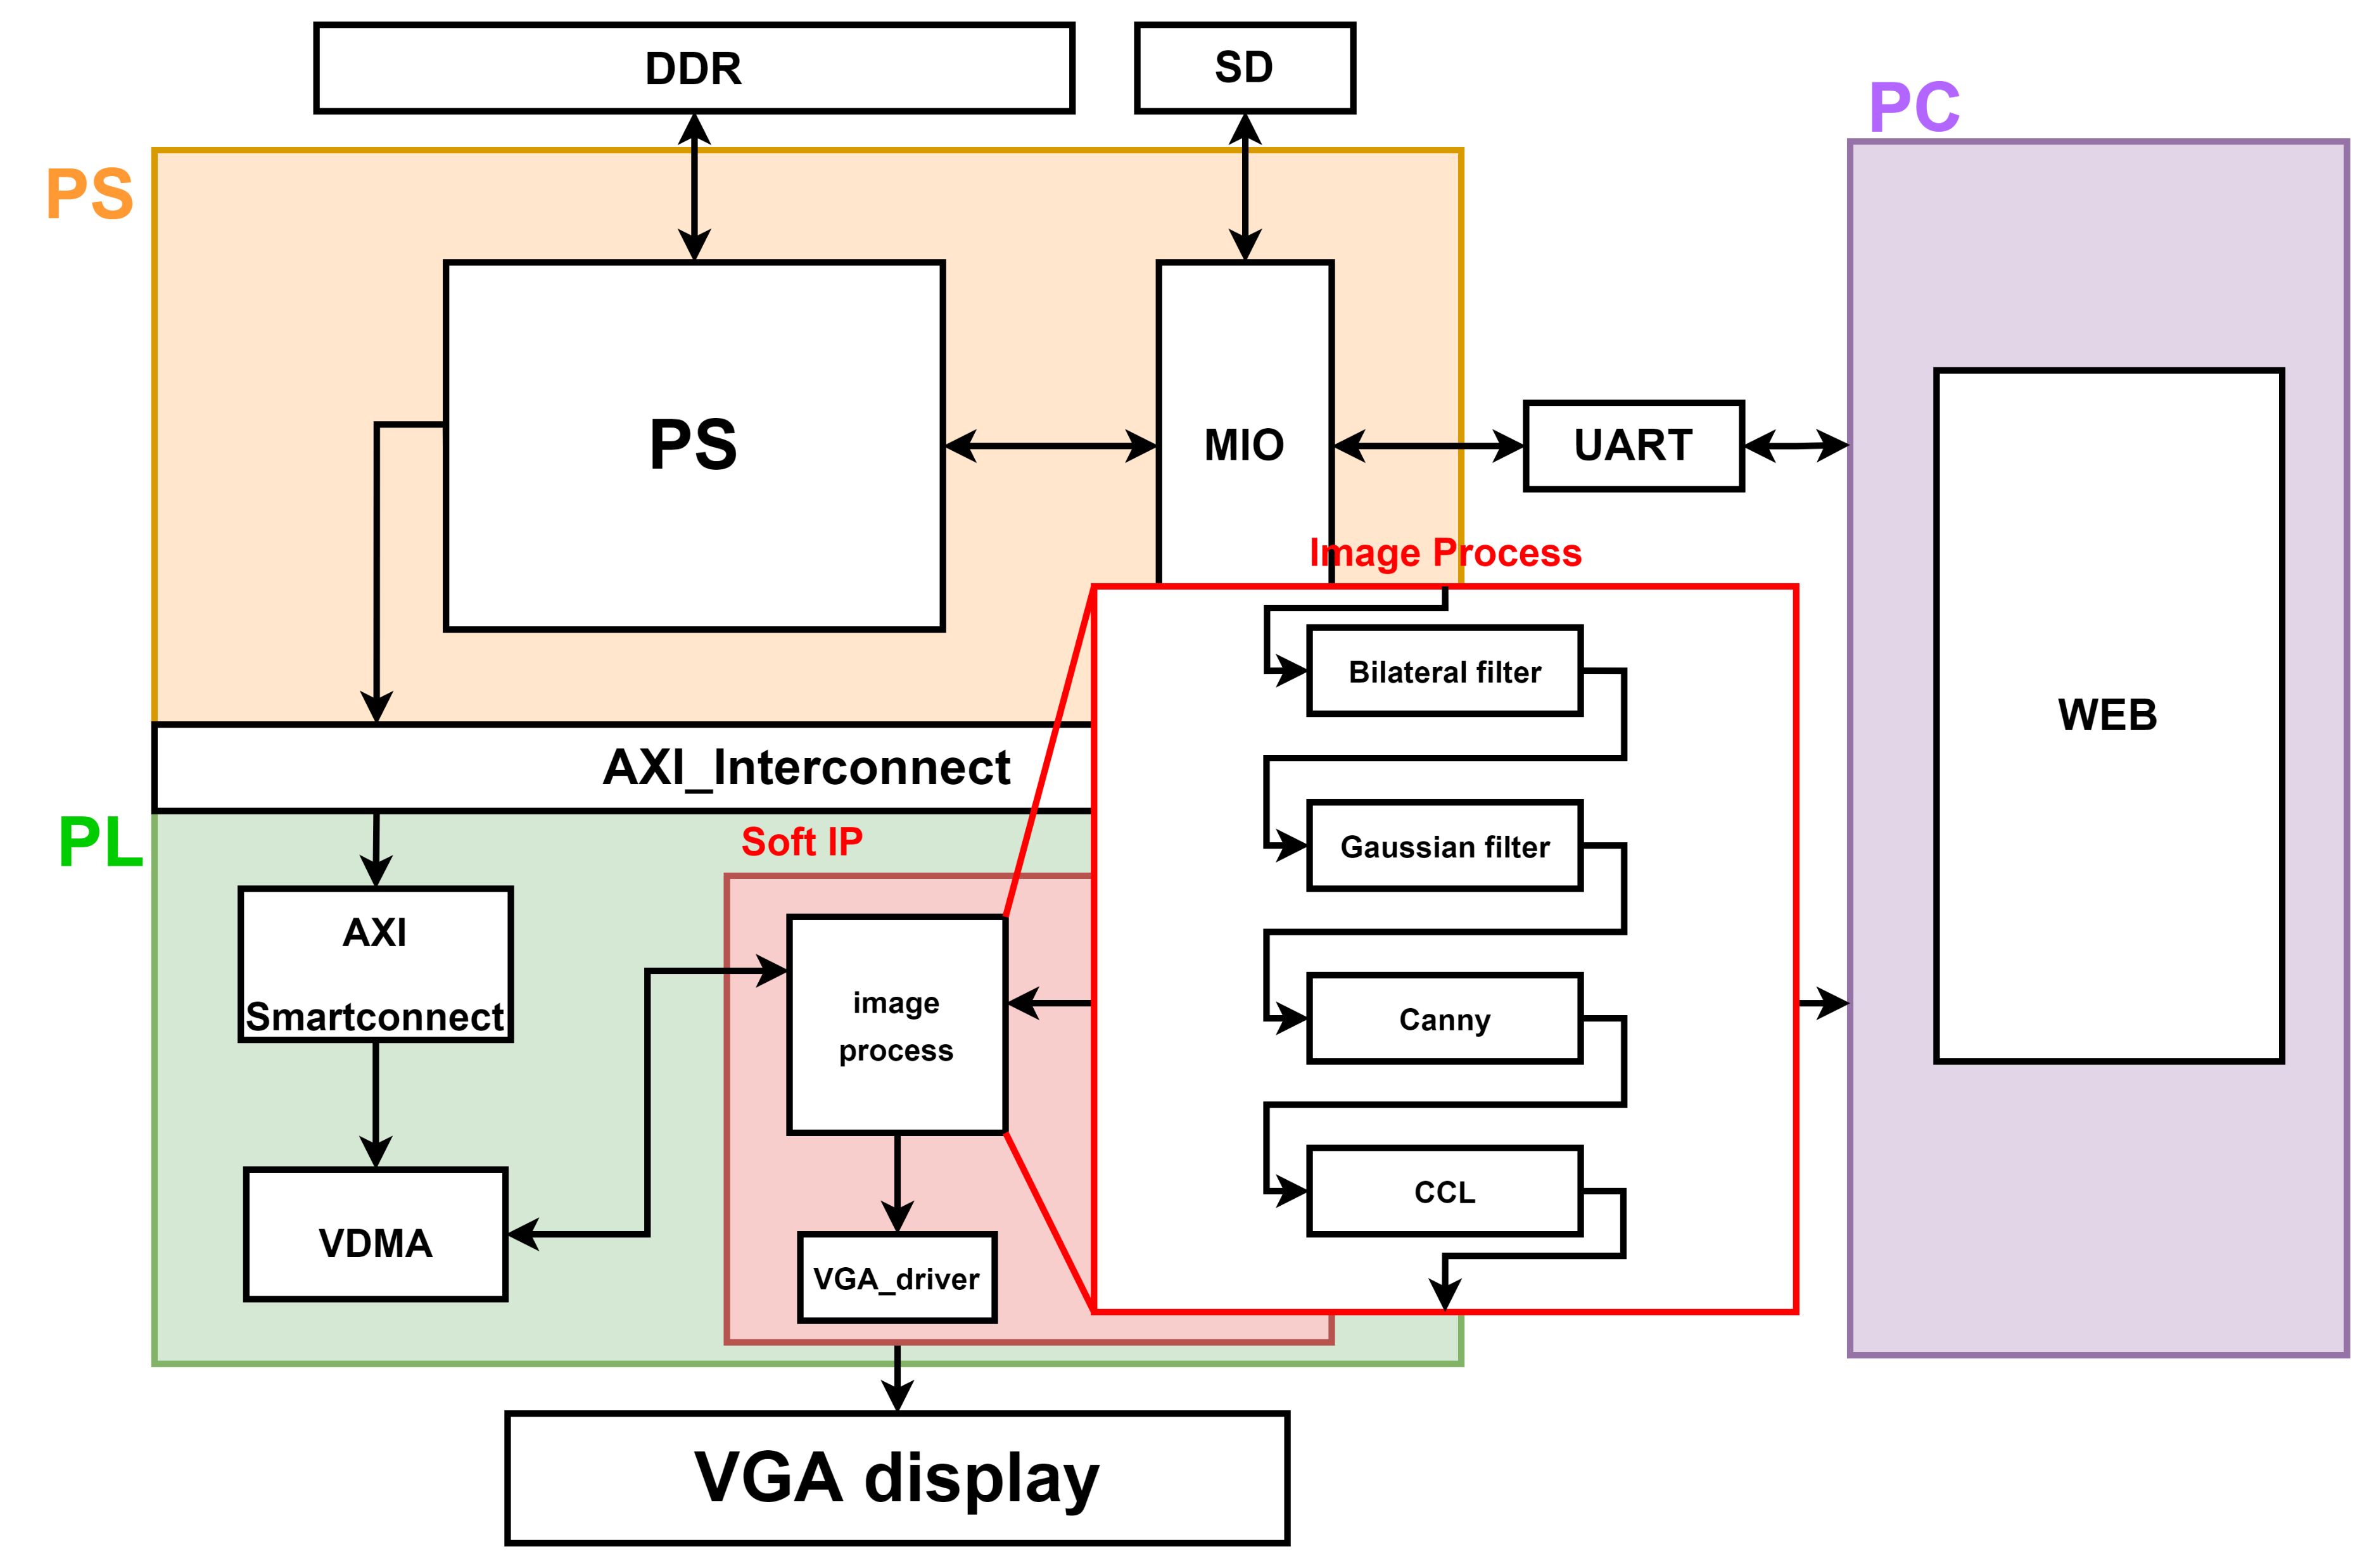 DDR
SD
PC
PS
PS
MIO
UART
Image Process
Bilateral filter
WEB
AXI_Interconnect
PL
Soft IP
Gaussian filter
AXI
Smartconnect
image
process
Canny
CCL
VDMA
VGA_driver
VGA display